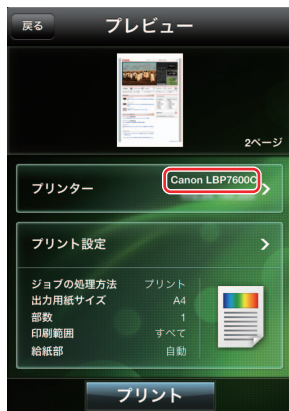 戻る
プレビュー
2ページ
プリンター
Canon LBP7600C
プリント設定
ジョブの処理方法 プリント
出力用紙サイズ A4
部数 1
印刷範囲 すべて
給紙部 自動
プリント